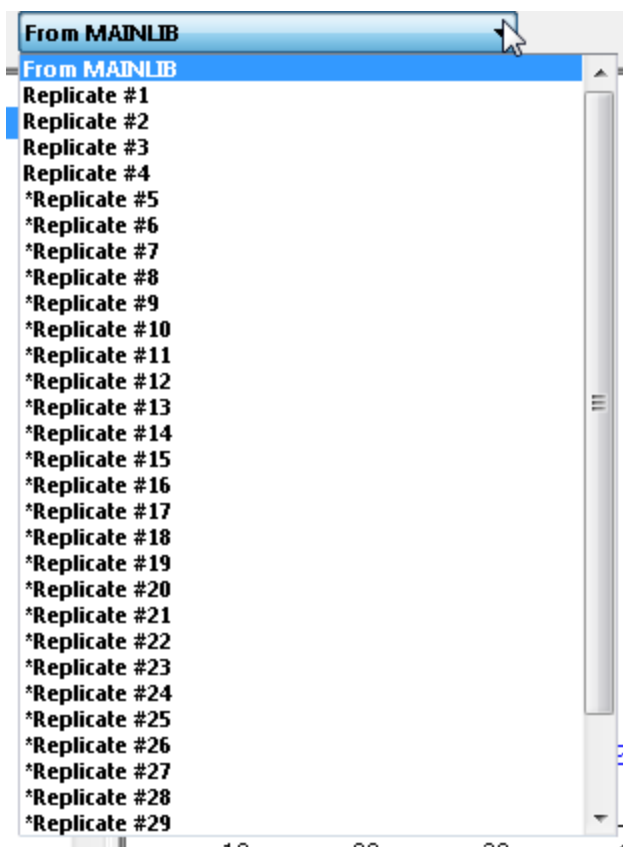 From MAINLIB
From MAINLIB
Replicate #1
Replicate #2
Replicate #3
Replicate #4
*Replicate #5
*Replicate #6
*Replicate #7
*Replicate #8
*Replicate #9
*Replicate #10
*Replicate #11
*Replicate #12
*Replicate #13
*Replicate #14
*Replicate #15
*Replicate #16
*Replicate #17
*Replicate #18
*Replicate #19
*Replicate #20
*Replicate #21
*Replicate #22
*Replicate #23
*Replicate #24
*Replicate #25
*Replicate #26
*Replicate #27
*Replicate #28
*Replicate #29